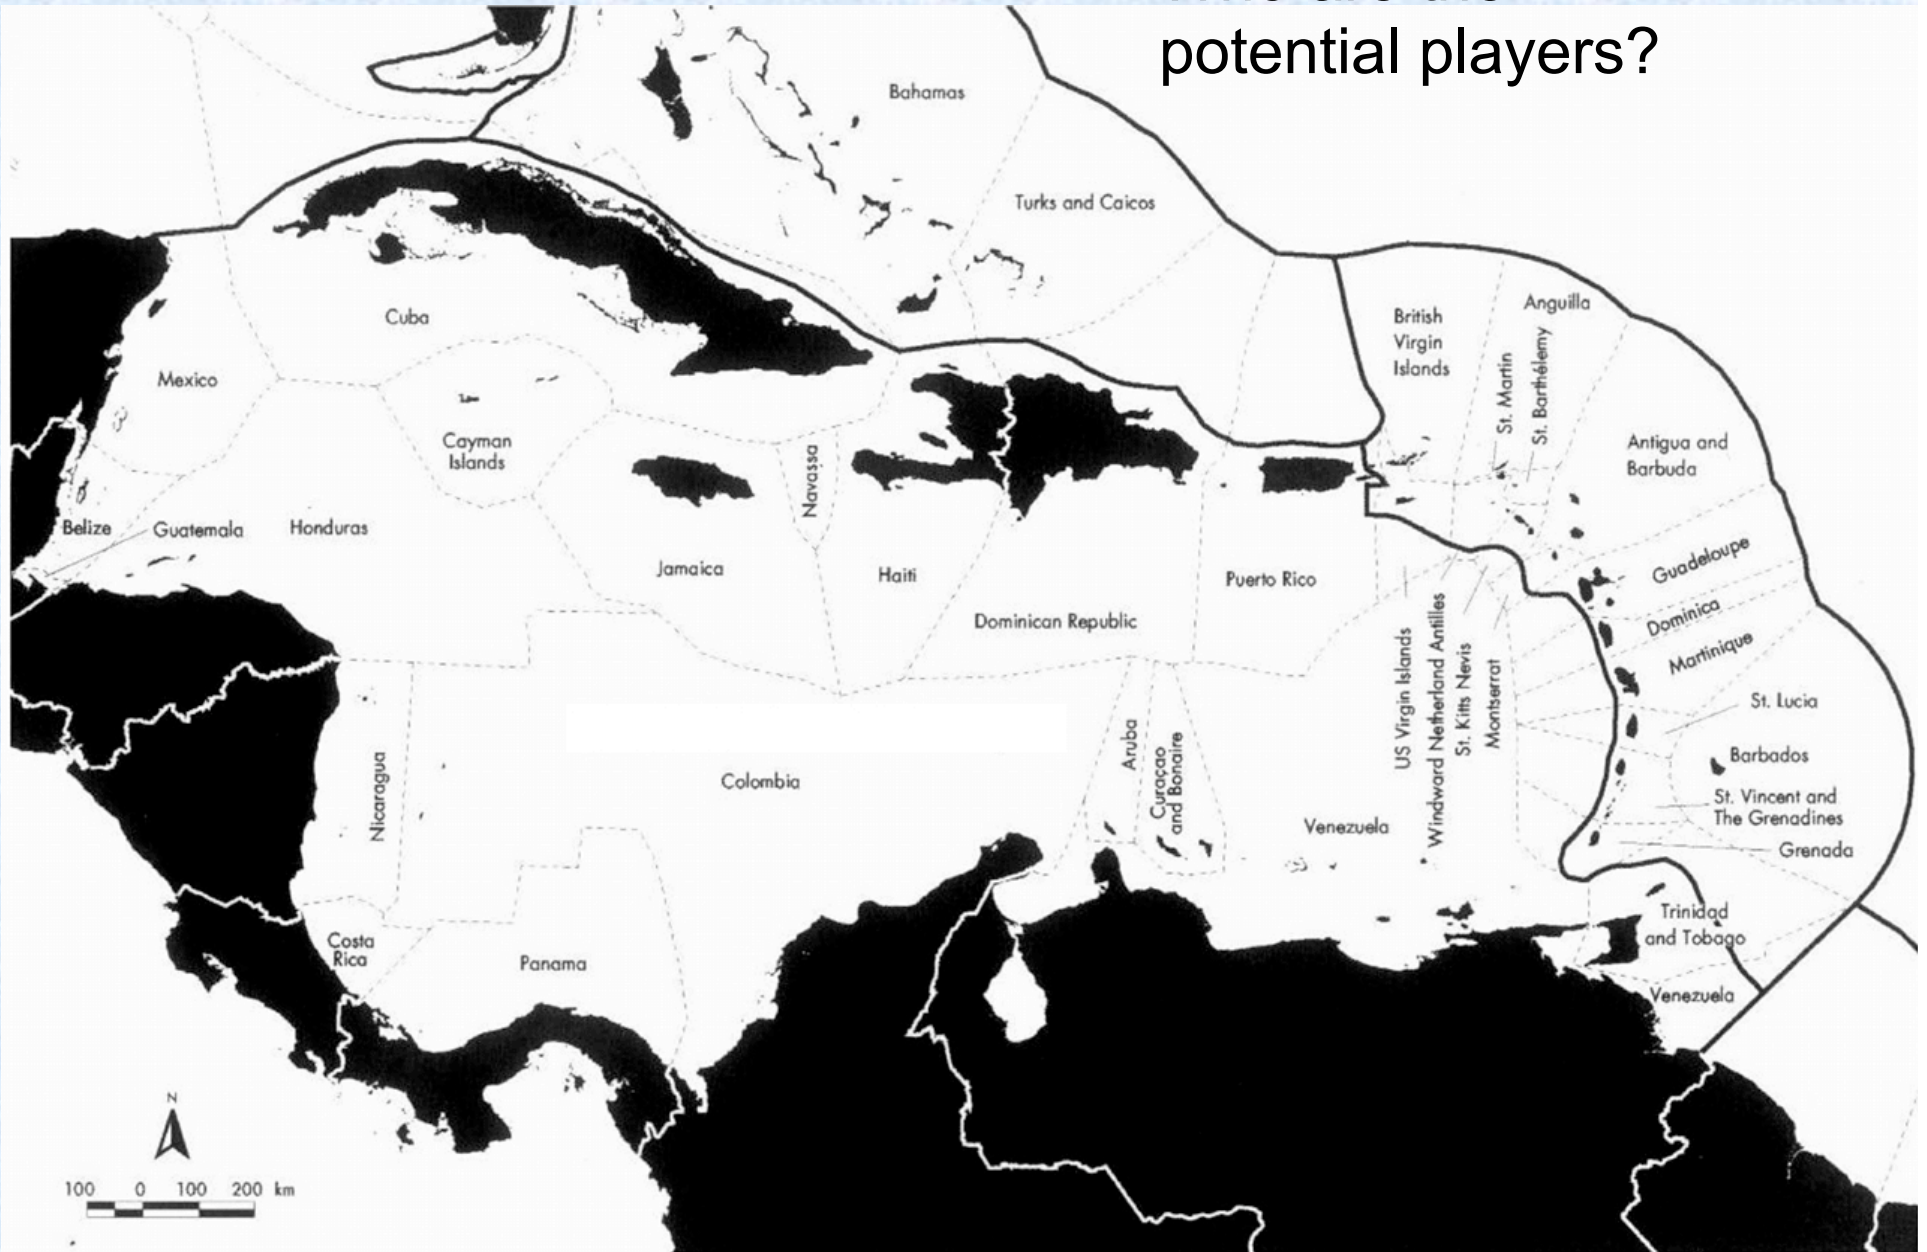 potential players?
Bahamas
Turks and Caicos
Cuba
Mexico
Cayman
Islands
Navassa
British
Virgin
Islands
Anguilla
St. Martin
St. Barthélemy
Antigua and
Barbuda
Belize
Guatemala
Honduras
Jamaica
Haiti
Dominican Republic
Puerto Rico
Guadeloupe
Dominica
Martinique
US Virgin Islands
Windward Netherland Antilles
St. Kitts Nevis
Montserrat
St. Lucia
Barbados
St. Vincent and
The Grenadines
Grenada
Nicaragua
Colombia
Aruba
Curaçao
and Bonaire
Venezuela
Costa
Rica
Panama
Trinidad
and Tobago
Venezuela
N
100 0 100 200 km